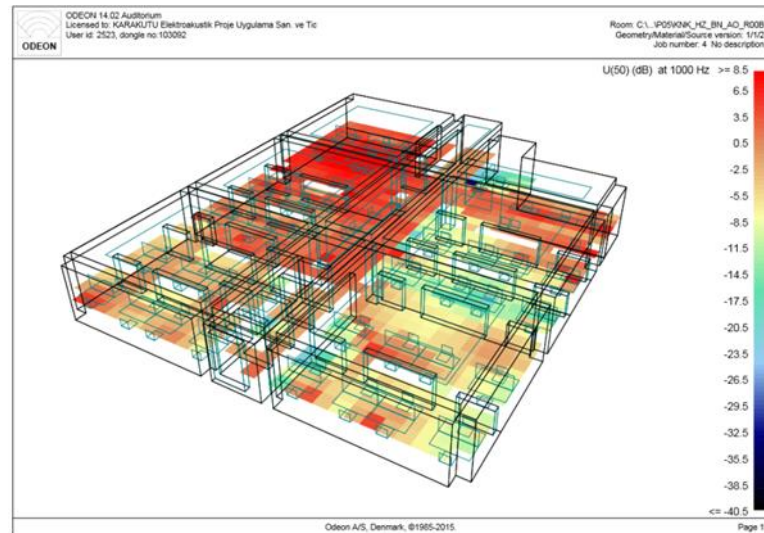 ODEON
ODEON 14.02 Auditorium
Licensed to: KARAKUTU Elektroakustik Proje Uygulama San. ve Tic
User id: 2523, dongle no.103092
Room: C:\...\P05\KNK_HZ_BN_AO_R00B
Geometry/Material/Source version: 1/1/2
Job number: 4 No description
U(50) (dB) at 1000 Hz >= 8.5
6.5
3.5
0.5
-2.5
-5.5
-8.5
-11.5
-14.5
-17.5
-20.5
-23.5
-26.5
-29.5
-32.5
-35.5
-38.5
<= -40.5
Odeon A/S, Denmark, ©1985-2015.
Page 1